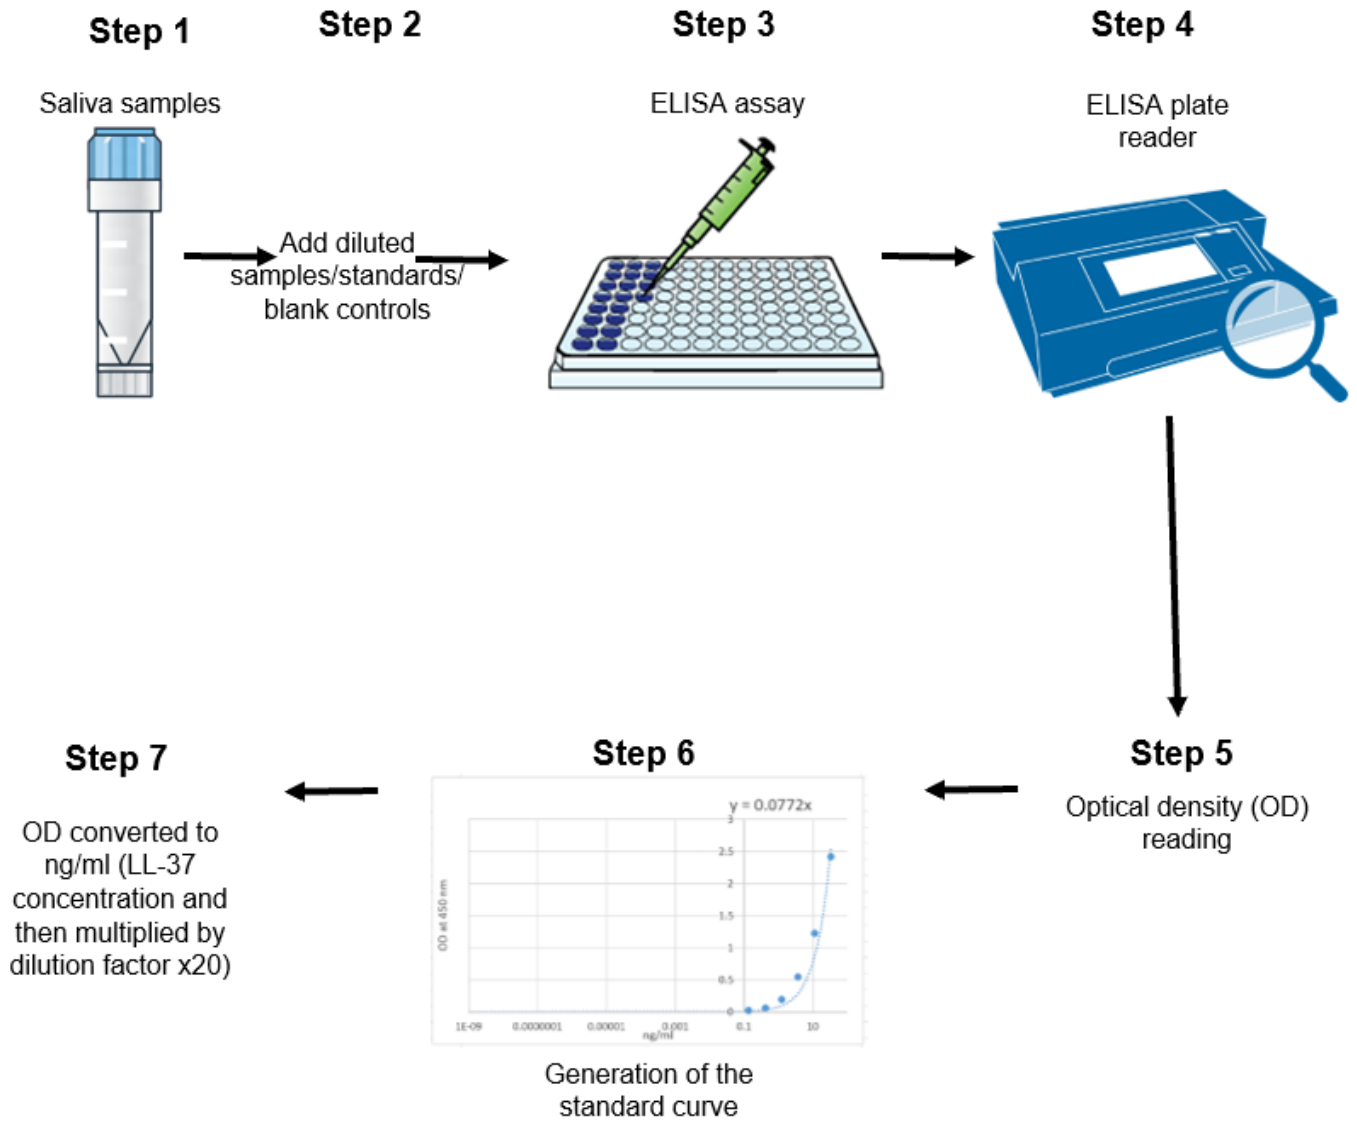 Step 1
Saliva samples
Step 2
Add diluted
samples/standards/
blank controls
Step 3
ELISA assay
Step 4
ELISA plate
reader
Step 5
Optical density (OD)
reading
Step 6
y = 0.0772x
3
2.5
2
1.5
1
0.5
0
OD at 450 nm
1E-09
0.0000001
0.00001
0.001
0.1
10
ng/ml
Generation of the
standard curve
Step 7
OD converted to
ng/ml (LL-37
concentration and
then multiplied by
dilution factor x20)